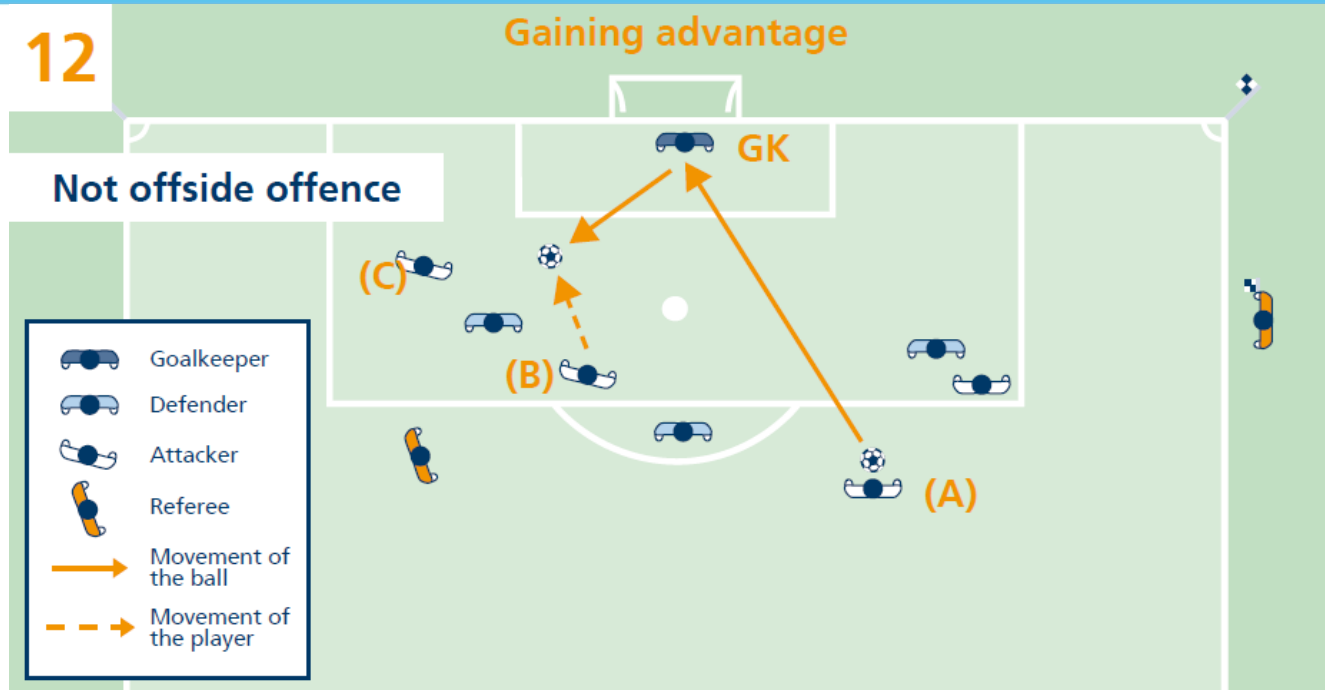 12
Gaining advantage
GK
Not offside offence
(C)
(B)
(A)
Goalkeeper
Defender
Attacker
Referee
Movement of
the ball
Movement of
the player